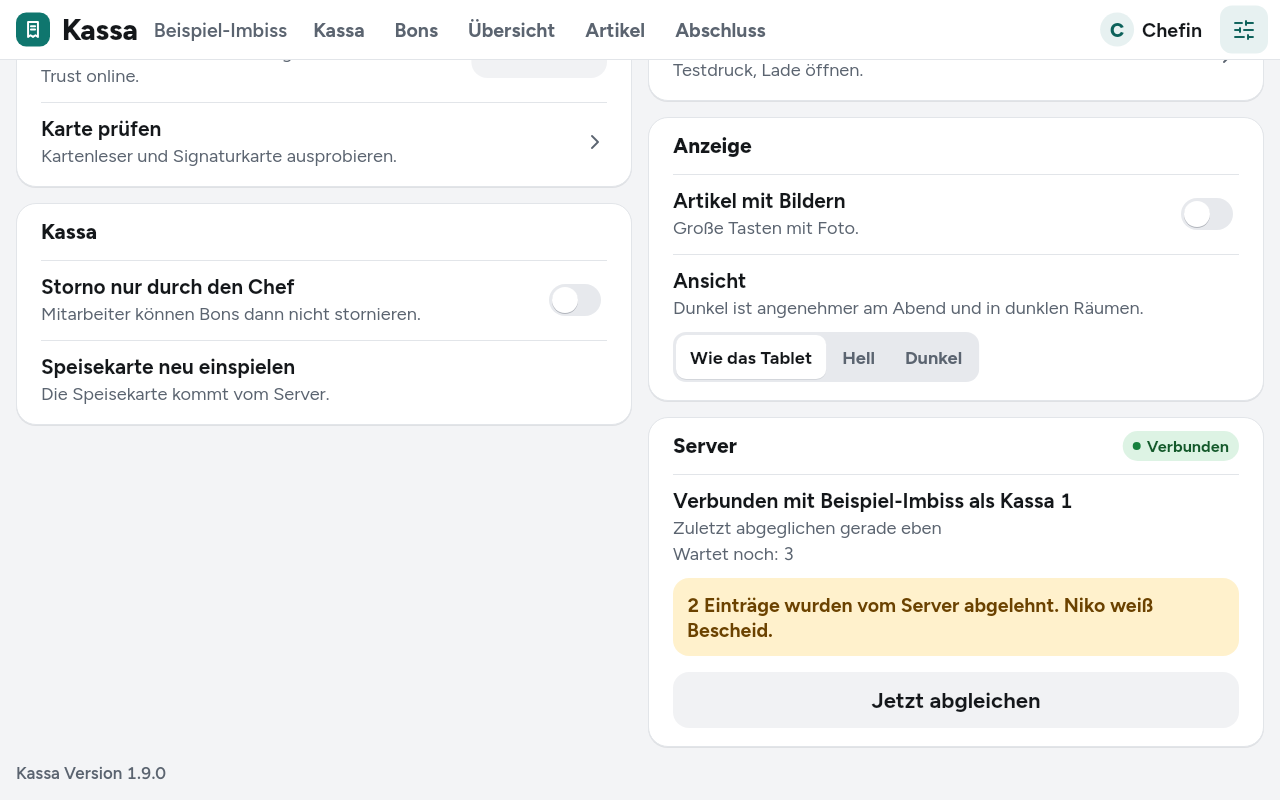 Kassa Beispiel-Imbiss Kassa Bons Übersicht Artikel Abschluss C Chefin
Trust online.
Karte prüfen
Kartenleser und Signaturkarte ausprobieren.
Kassa
Storno nur durch den Chef
Mitarbeiter können Bons dann nicht stornieren.
Speisekarte neu einspielen
Die Speisekarte kommt vom Server.
Testdruck, Lade öffnen.
Anzeige
Artikel mit Bildern
Große Tasten mit Foto.
Ansicht
Dunkel ist angenehmer am Abend und in dunklen Räumen.
Wie das Tablet Hell Dunkel
Server Verbunden
Verbunden mit Beispiel-Imbiss als Kassa 1
Zuletzt abgeglichen gerade eben
Wartet noch: 3
2 Einträge wurden vom Server abgelehnt. Niko weiß
Bescheid.
Jetzt abgleichen
Kassa Version 1.9.0